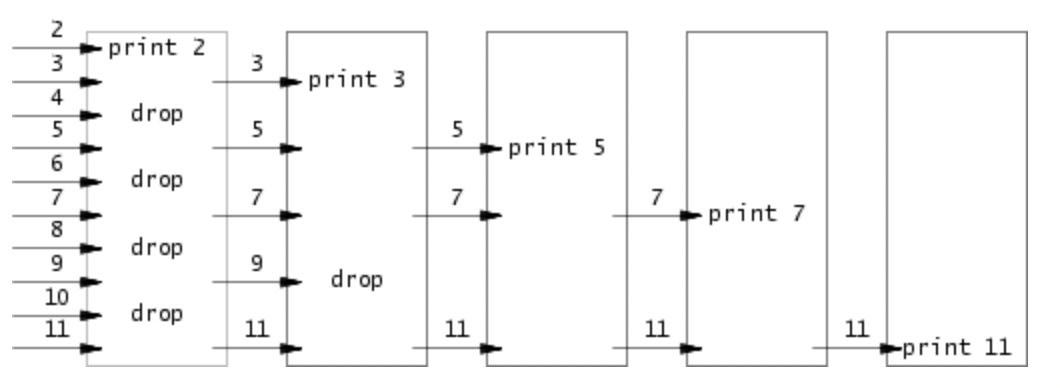 2 print 2
3 3 print 3
4 drop
5 5 5 print 5
6 drop
7 7 7 7 print 7
8 drop
9 9 drop
10 drop
11 11 11 11 11 print 11